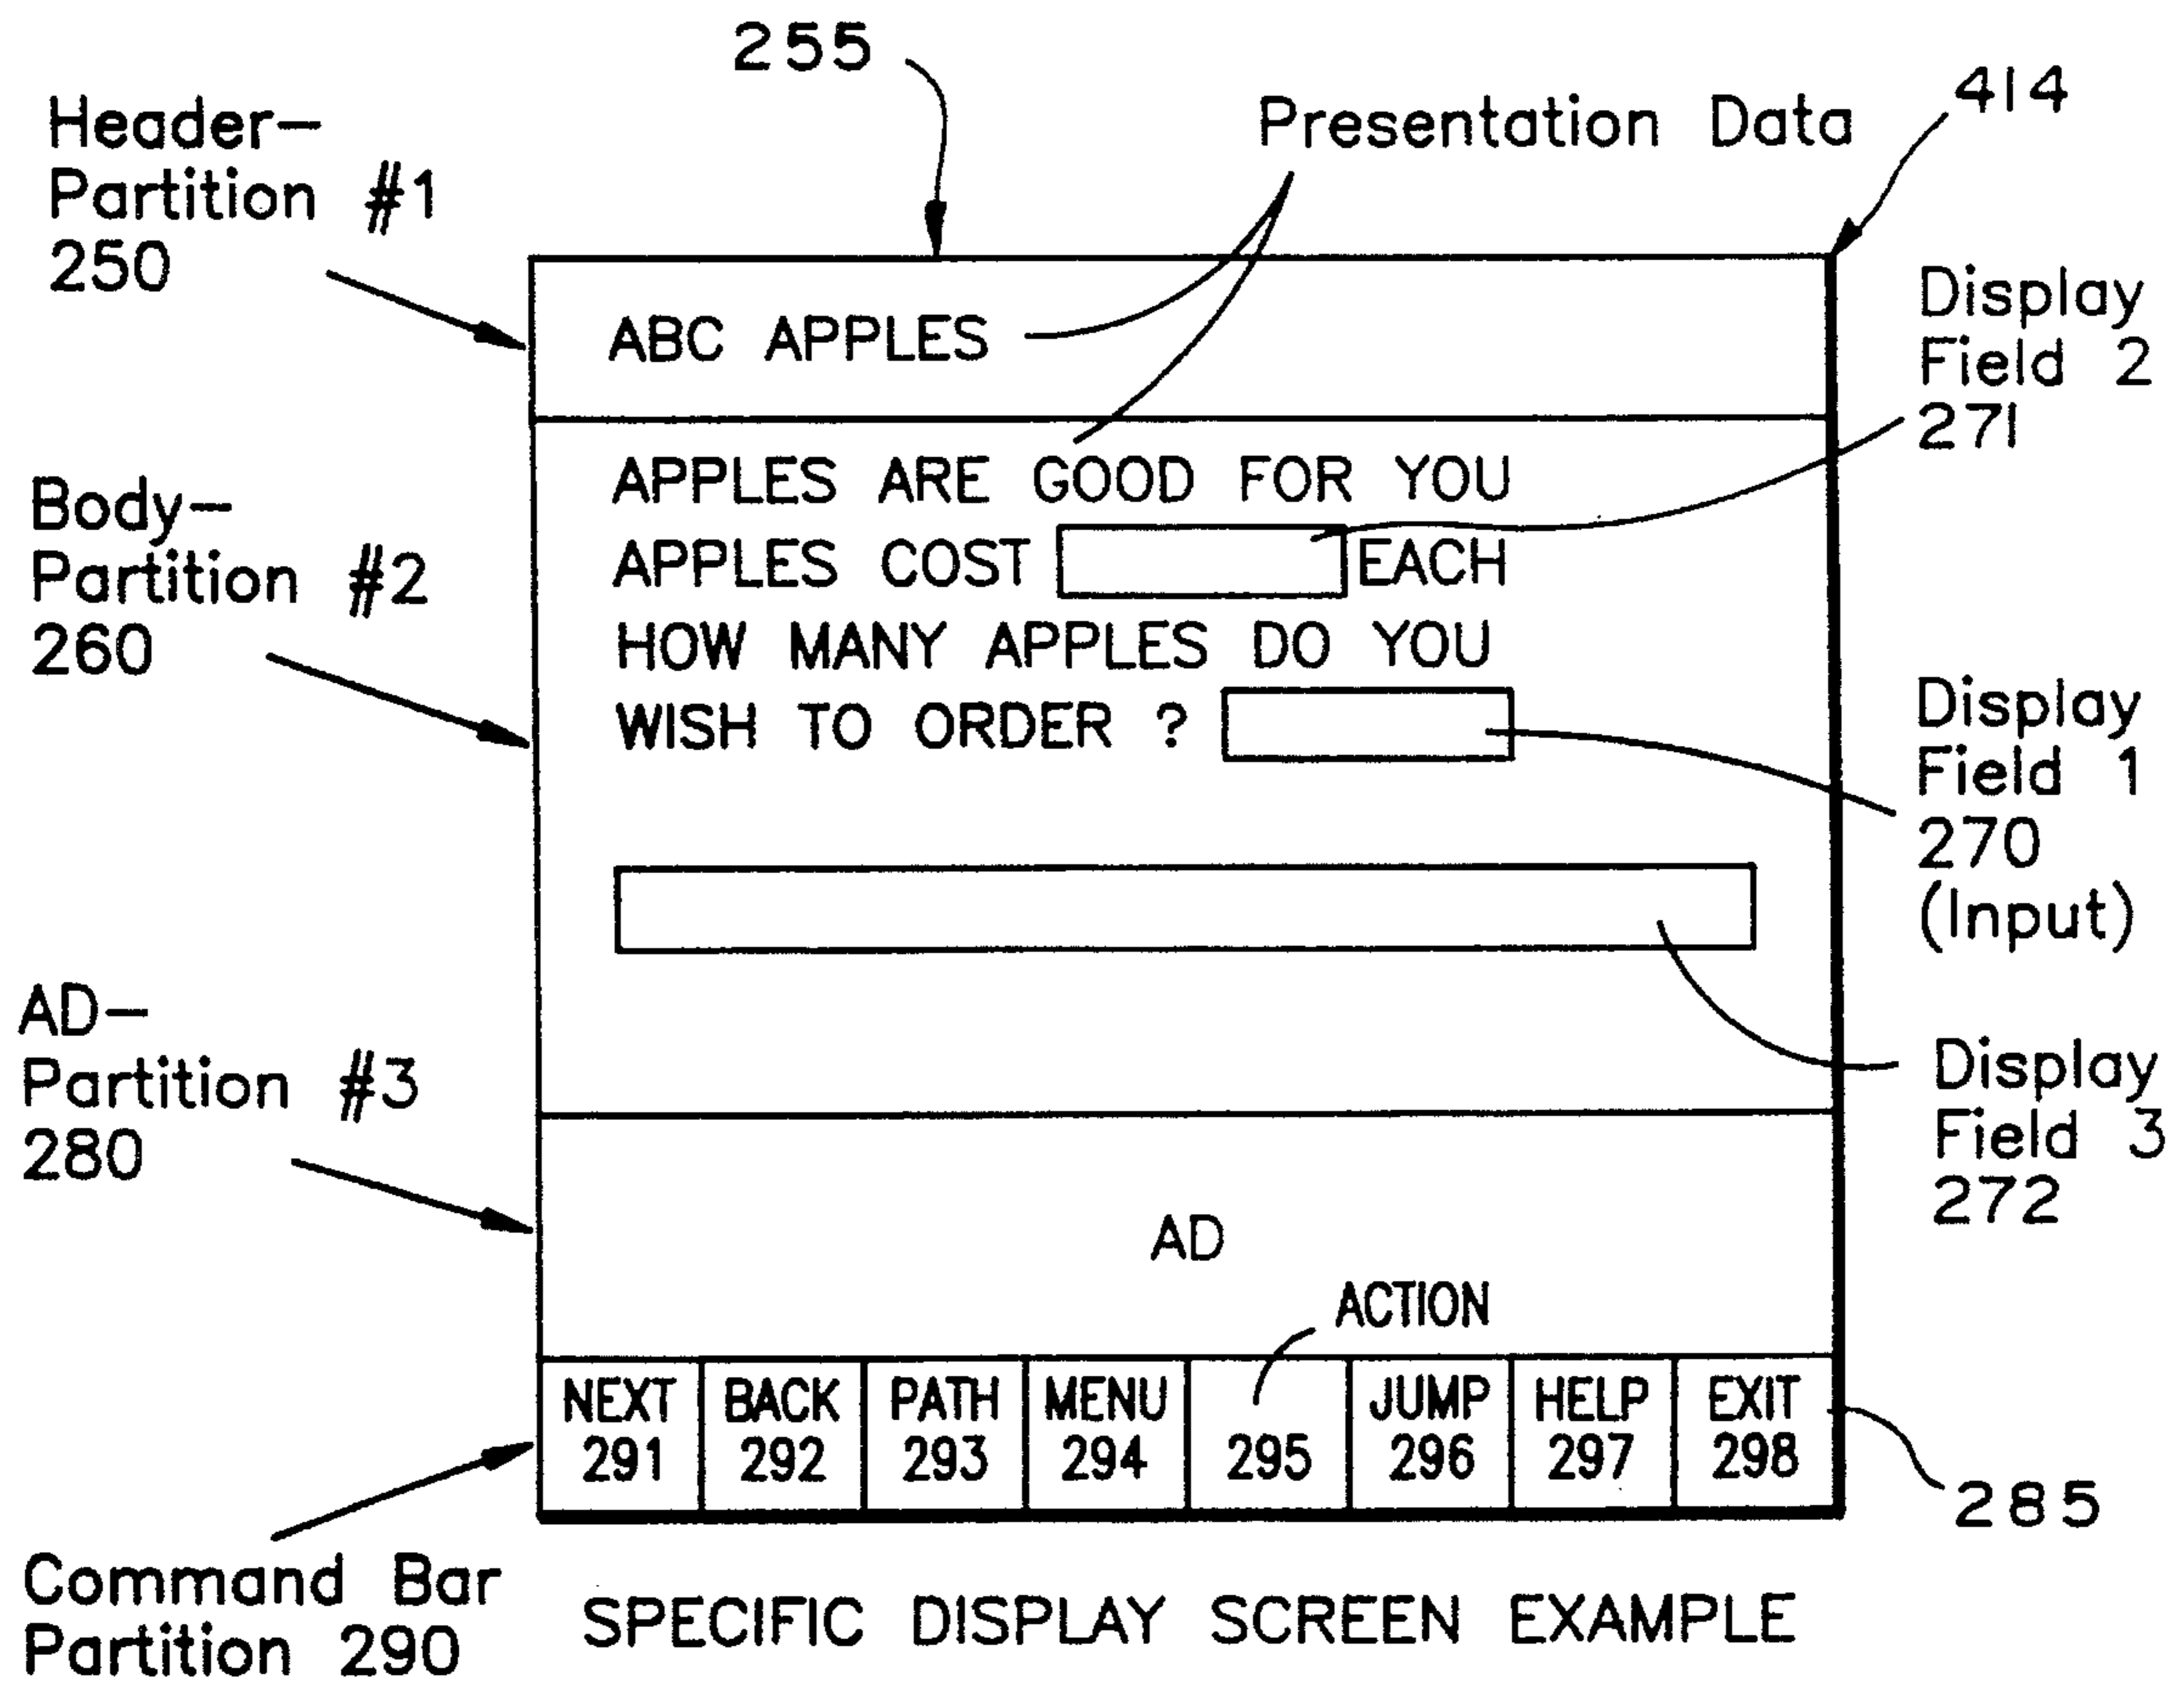 255
414
Header-
Partition #1
250
Presentation Data
ABC APPLES
Display
Field 2
271
Body-
Partition #2
260
APPLES ARE GOOD FOR YOU
APPLES COST EACH
HOW MANY APPLES DO YOU
WISH TO ORDER ?
Display
Field 1
270
(Input)
AD-
Partition #3
280
Display
Field 3
272
AD
ACTION
NEXT BACK PATH MENU JUMP HELP EXIT
291 292 293 294 295 296 297 298
285
Command Bar
Partition 290
SPECIFIC DISPLAY SCREEN EXAMPLE